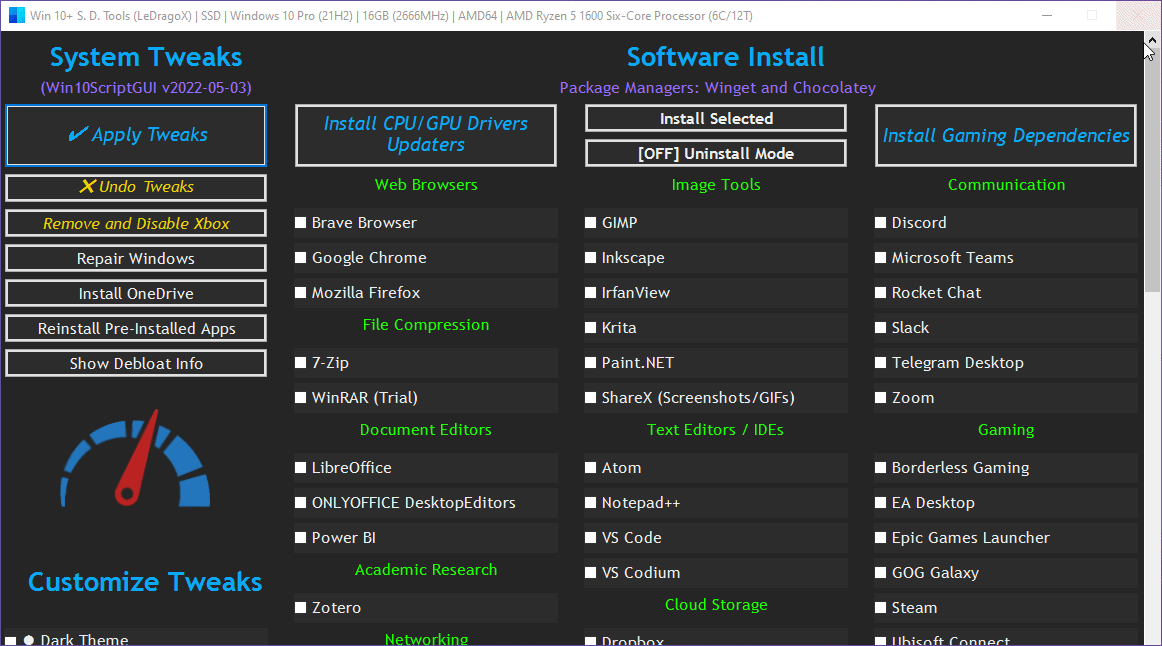 Win 10+ S. D. Tools (LeDragoX) | SSD | Windows 10 Pro (21H2) | 16GB (2666MHz) | AMD64 | AMD Ryzen 5 1600 Six-Core Processor (6C/12T)
System Tweaks
(Win10ScriptGUI v2022-05-03)
✔ Apply Tweaks
❌ Undo Tweaks
Remove and Disable Xbox
Repair Windows
Install OneDrive
Reinstall Pre-Installed Apps
Show Debloat Info
Customize Tweaks
Dark Theme
Software Install
Package Managers: Winget and Chocolatey
Install CPU/GPU Drivers
Updaters
Web Browsers
Brave Browser
Google Chrome
Mozilla Firefox
File Compression
7-Zip
WinRAR (Trial)
Document Editors
LibreOffice
ONLYOFFICE DesktopEditors
Power BI
Academic Research
Zotero
Networking
Install Selected
[OFF] Uninstall Mode
Image Tools
GIMP
Inkscape
IrfanView
Krita
Paint.NET
ShareX (Screenshots/GIFs)
Text Editors / IDEs
Atom
Notepad++
VS Code
VS Codium
Cloud Storage
Dropbox
Install Gaming Dependencies
Communication
Discord
Microsoft Teams
Rocket Chat
Slack
Telegram Desktop
Zoom
Gaming
Borderless Gaming
EA Desktop
Epic Games Launcher
GOG Galaxy
Steam
Ubisoft Connect